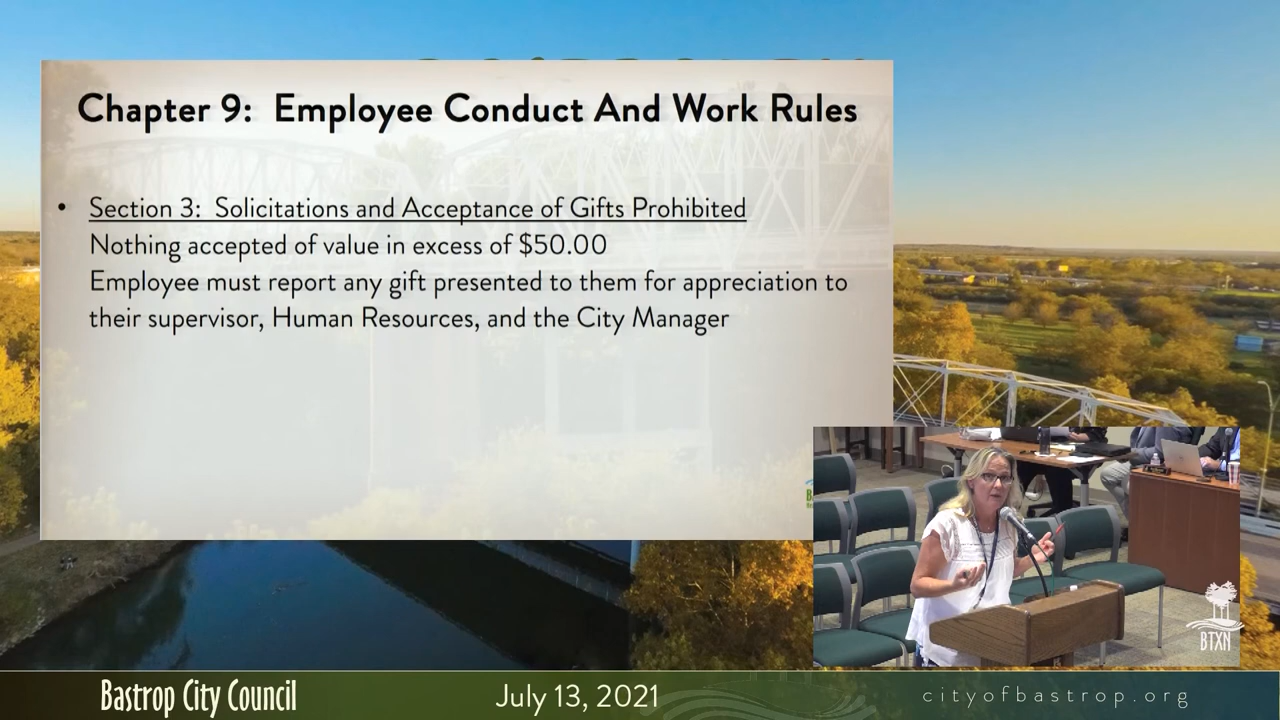 Chapter 9: Employee Conduct And Work Rules
• Section 3: Solicitations and Acceptance of Gifts Prohibited
Nothing accepted of value in excess of $50.00
Employee must report any gift presented to them for appreciation to
their supervisor, Human Resources, and the City Manager
BTXN
Bastrop City Council
July 13, 2021
cityofbastrop.org